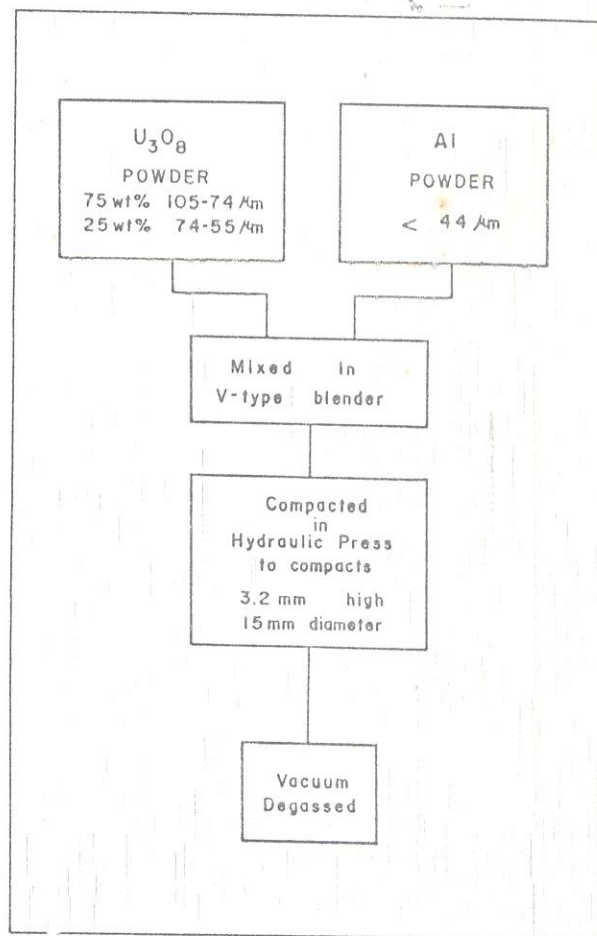 U3O8
POWDER
75 wt% 105-74 μm
25 wt% 74-55 μm
Al
POWDER
< 44 μm
Mixed in
V-type blender
Compacted
in
Hydraulic Press
to compacts
3.2 mm high
15 mm diameter
Vacuum
Degassed